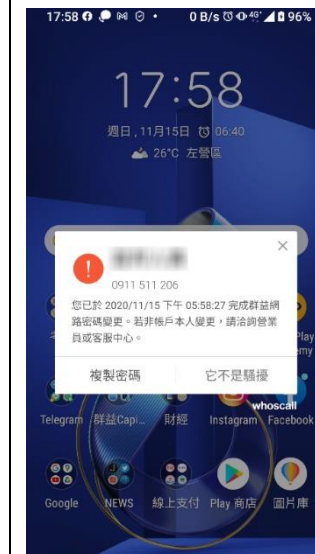 17:58 0 B/s 4G+ 96%
17:58
週日 , 11月15日 06:40
26°C 左營區
0911 511 206
您已於 2020/11/15 下午 05:58:27 完成群益網
路密碼變更。若非帳戶本人變更，請洽詢營業
員或客服中心。
複製密碼 它不是騷擾
whoscall
Telegram 群益Capi... 財經 Instagram Facebook
Google NEWS 線上支付 Play 商店 圖片庫